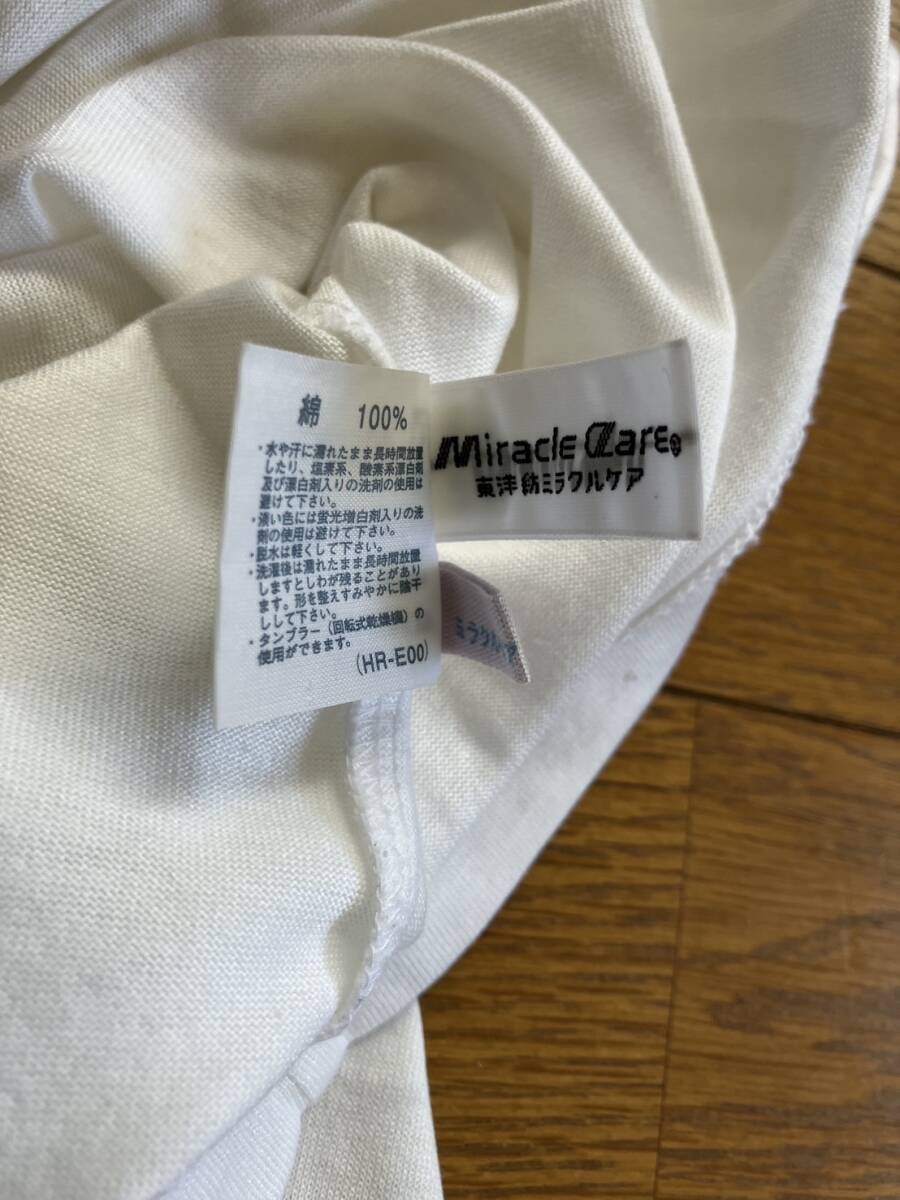 綿 100%
・水や汗に濡れたまま長時間放置
したり、塩素系、酸素系漂白剤
及び漂白剤入りの洗剤の使用は
避けて下さい。
・淡い色には蛍光増白剤入りの洗
剤の使用は避けて下さい。
・脱水は軽くして下さい。
・洗濯後は濡れたまま長時間放置
しますとしわが残ることがあり
ます。形を整えすみやかに陰干
しして下さい。
・タンブラー（回転式乾燥機）の
使用ができます。
(HR-E00)
Miracle Care®
東洋紡ミラクルケア
ミラクル